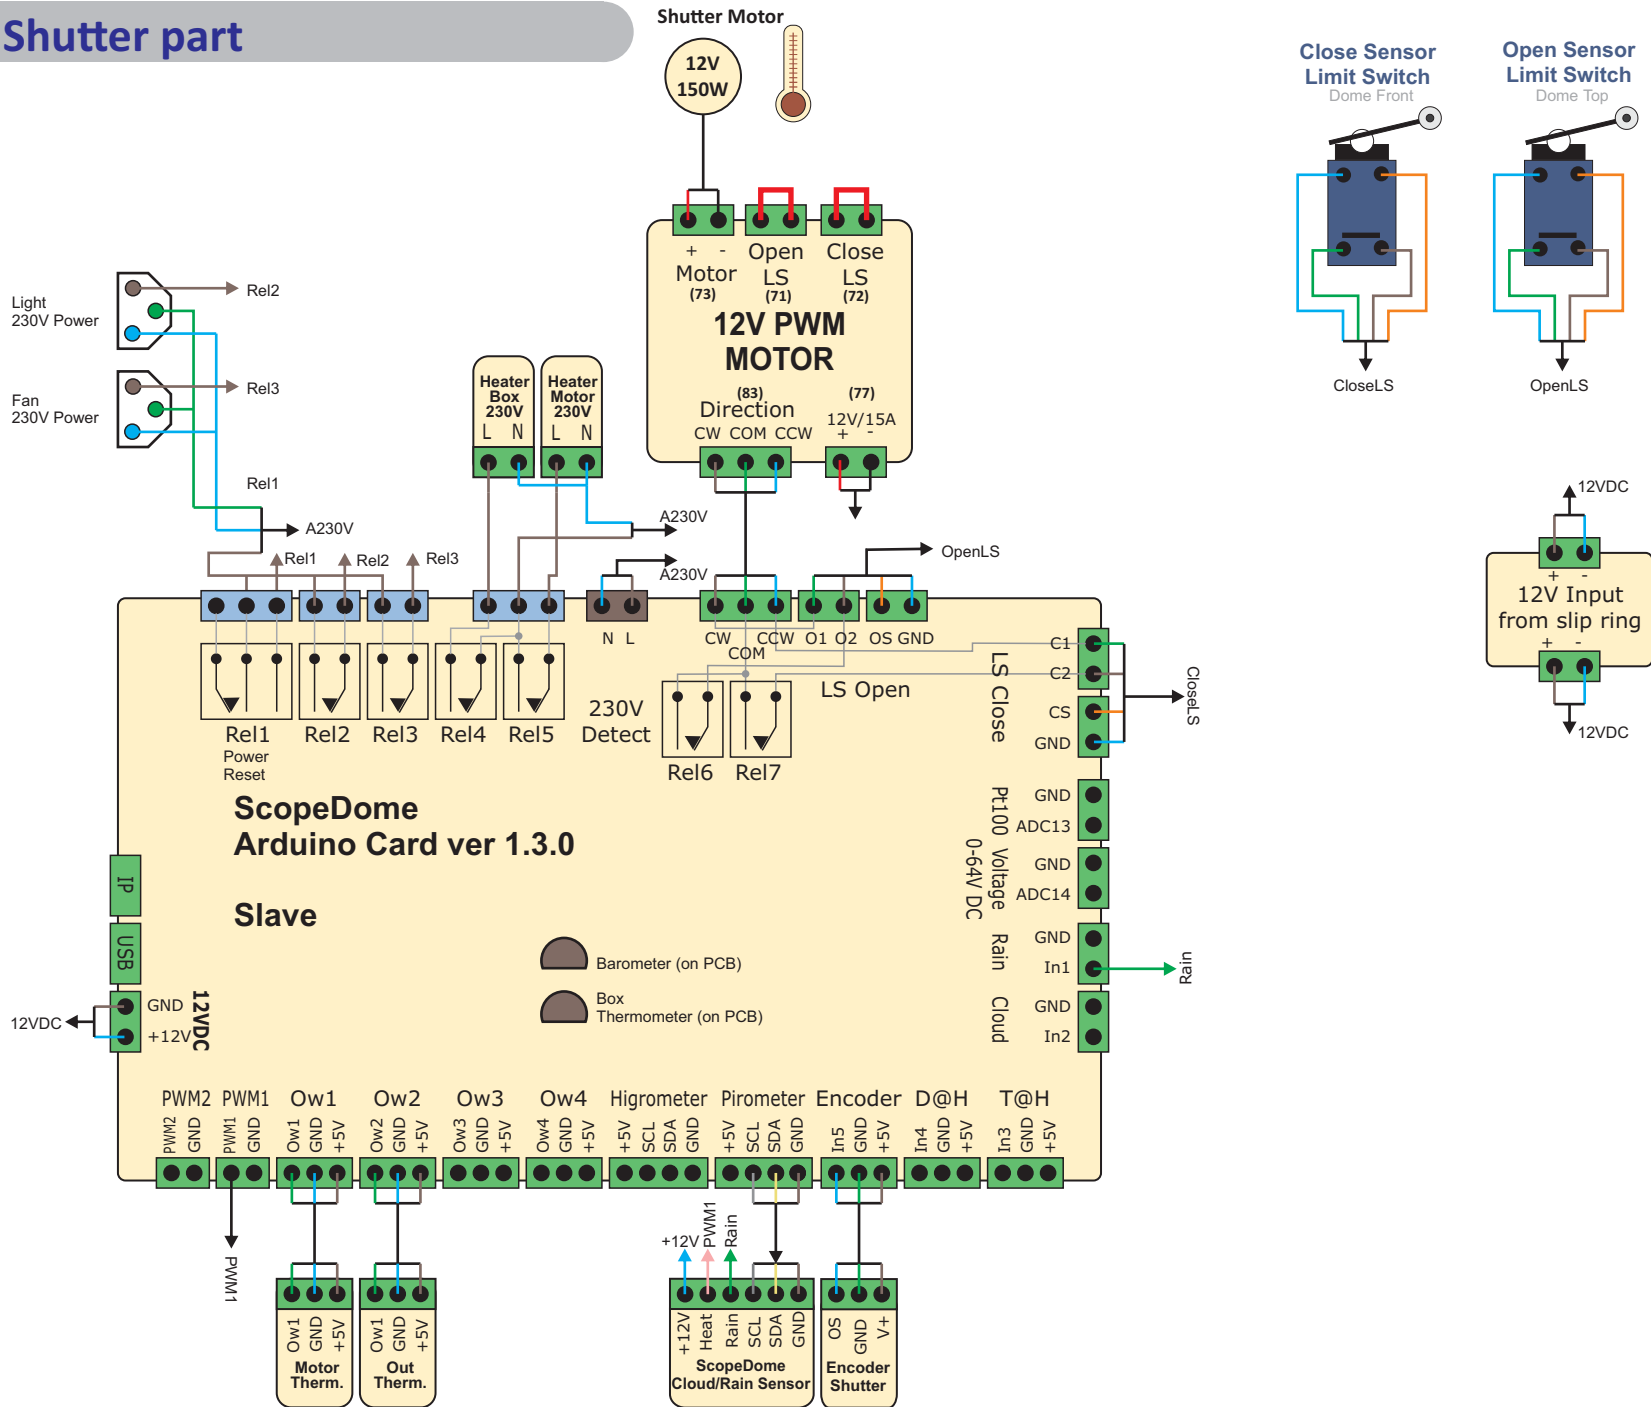 Shutter part
Shutter Motor
12V
150W
Close Sensor
Limit Switch
Dome Front
Open Sensor
Limit Switch
Dome Top
+ -
Motor
(73)
Open
LS
(71)
Close
LS
(72)
12V PWM
MOTOR
(83)
Direction
CW COM CCW
(77)
12V/15A
+ -
Light
230V Power
Rel2
Fan
230V Power
Rel3
Rel1
A230V
Heater
Box
230V
L N
Heater
Motor
230V
L N
CloseLS
OpenLS
A230V
A230V
OpenLS
Rel1
Rel2
Rel3
12VDC
+ -
12V Input
from slip ring
+ -
12VDC
N L
CW
COM
CCW
O1 O2
OS GND
C1
C2
CS
GND
LS Close
CloseLS
LS Open
230V
Detect
Rel1
Power
Reset
Rel2
Rel3
Rel4
Rel5
Rel6
Rel7
ScopeDome
Arduino Card ver 1.3.0
Slave
Pt100
GND
ADC13
Voltage
0-64V DC
GND
ADC14
Rain
GND
In1
Rain
Cloud
GND
In2
IP
USB
12VDC
GND
+12V
12VDC
Barometer (on PCB)
Box
Thermometer (on PCB)
PWM2 PWM1 Ow1 Ow2 Ow3 Ow4 Higrometer Pirometer Encoder D@H T@H
PWM2 GND PWM1 GND Ow1 GND +5V Ow2 GND +5V Ow3 GND +5V Ow4 GND +5V +5V SCL SDA GND +5V SCL SDA GND In5 GND +5V In4 GND +5V In3 GND +5V
PWM1
+12V PWM1 Rain
Ow1 GND +5V
Motor
Therm.
Ow1 GND +5V
Out
Therm.
+12V Heat Rain SCL SDA GND
ScopeDome
Cloud/Rain Sensor
OS GND V+
Encoder
Shutter